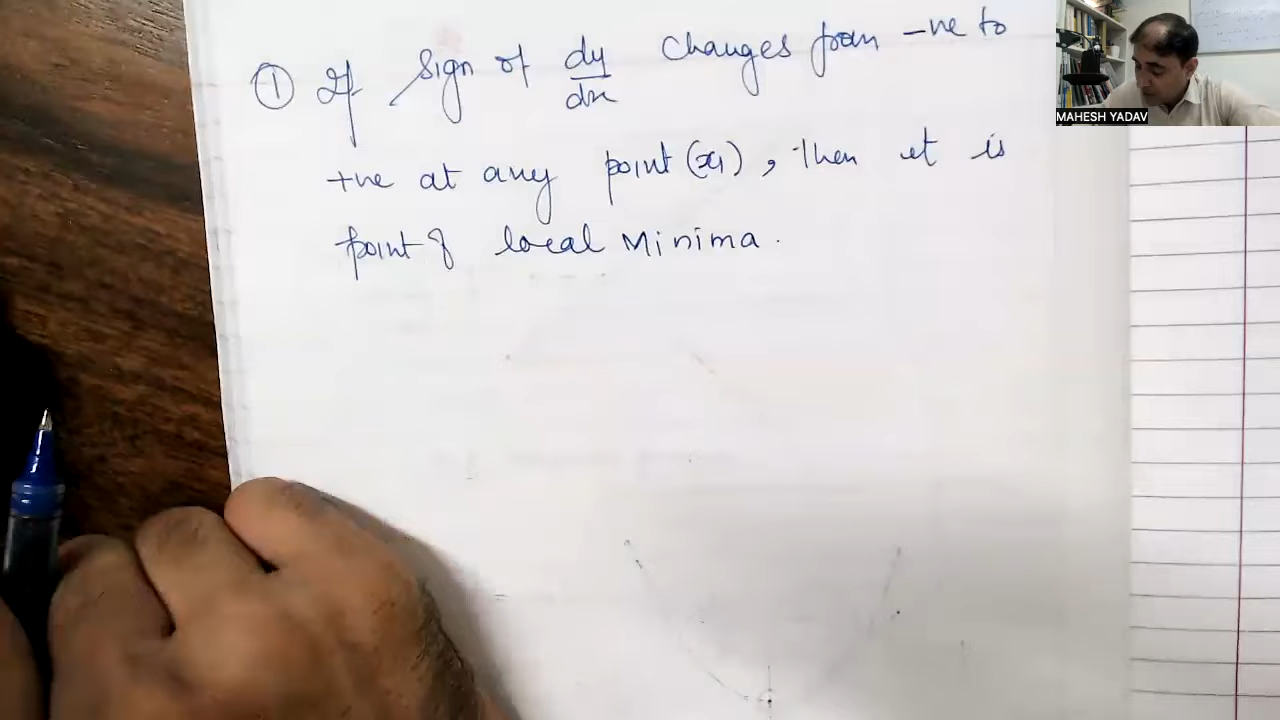 ① If sign of dy/dx changes from -ve to
+ve at any point (x₁), then it is
point of local Minima.
MAHESH YADAV